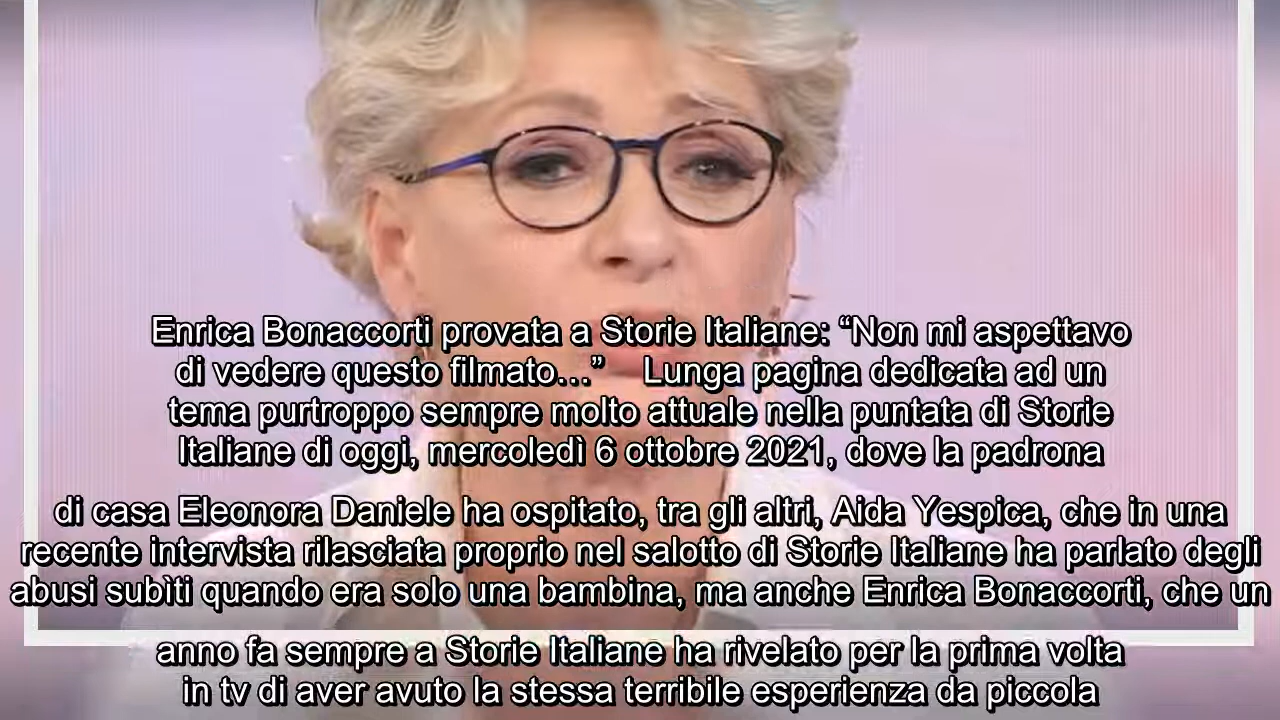 Enrica Bonaccorti provata a Storie Italiane: “Non mi aspettavo
di vedere questo filmato…” Lunga pagina dedicata ad un
tema purtroppo sempre molto attuale nella puntata di Storie
Italiane di oggi, mercoledì 6 ottobre 2021, dove la padrona
di casa Eleonora Daniele ha ospitato, tra gli altri, Aida Yespica, che in una
recente intervista rilasciata proprio nel salotto di Storie Italiane ha parlato degli
abusi subìti quando era solo una bambina, ma anche Enrica Bonaccorti, che un
anno fa sempre a Storie Italiane ha rivelato per la prima volta
in tv di aver avuto la stessa terribile esperienza da piccola